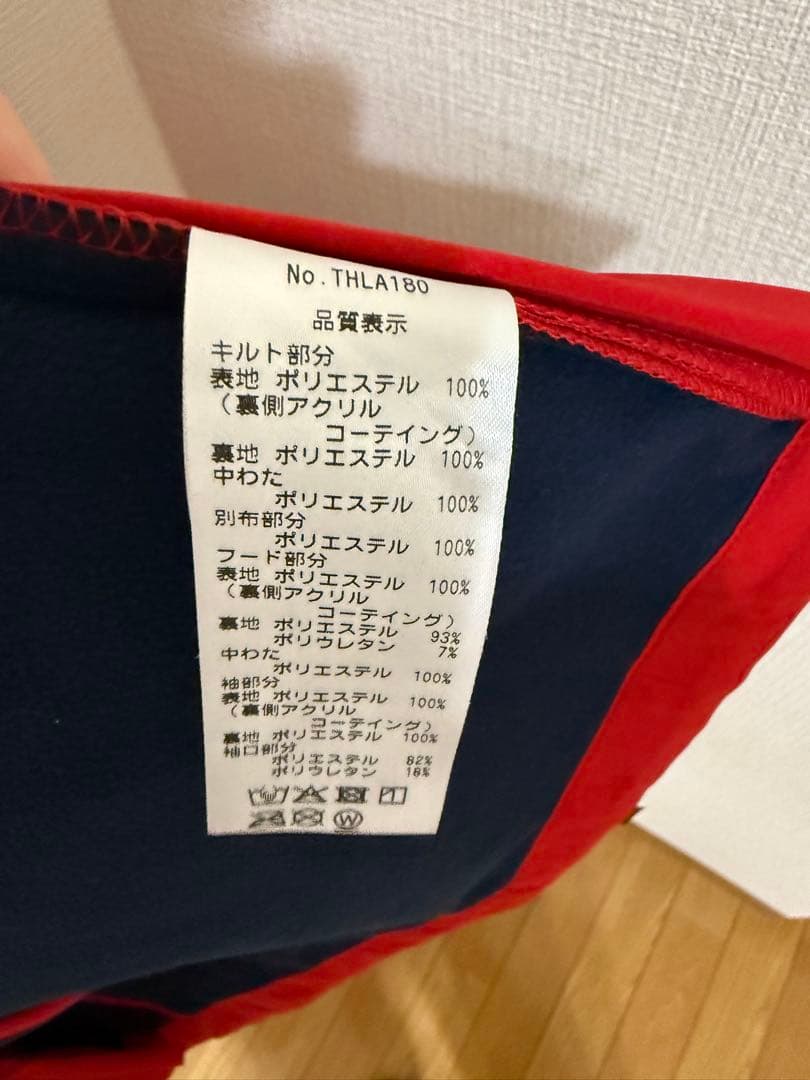 No.THLA180
品質表示
キルト部分
表地 ポリエステル 100%
(裏側アクリル
コーテイング)
裏地 ポリエステル 100%
中わた
ポリエステル 100%
別布部分
ポリエステル 100%
フード部分
表地 ポリエステル 100%
(裏側アクリル
コーテイング)
裏地 ポリエステル 93%
ポリウレタン 7%
中わた
ポリエステル 100%
袖部分
表地 ポリエステル 100%
(裏側アクリル
コーテイング)
裏地 ポリエステル 100%
袖口部分
ポリエステル 82%
ポリウレタン 18%
W